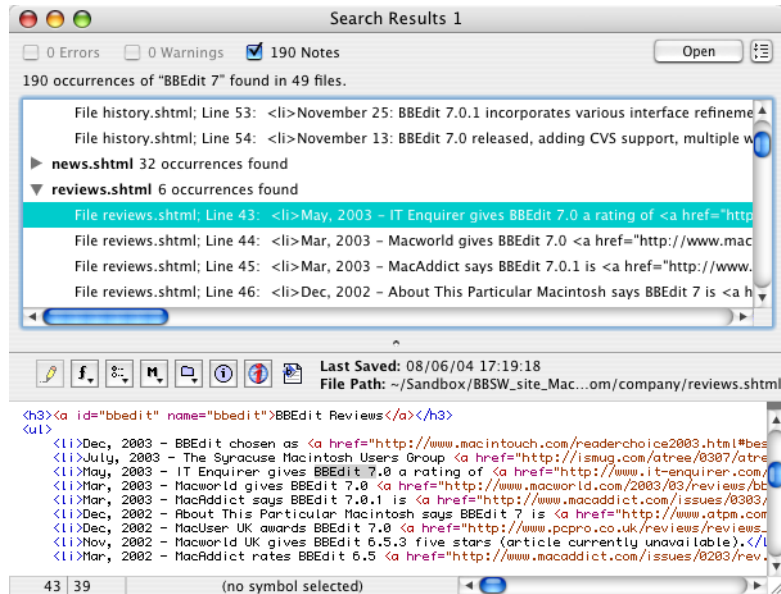 Search Results 1
0 Errors 0 Warnings 190 Notes Open
190 occurrences of “BBEdit 7” found in 49 files.
File history.shtml; Line 53: <li>November 25: BBEdit 7.0.1 incorporates various interface refineme
File history.shtml; Line 54: <li>November 13: BBEdit 7.0 released, adding CVS support, multiple w
news.shtml 32 occurrences found
reviews.shtml 6 occurrences found
File reviews.shtml; Line 43: <li>May, 2003 – IT Enquirer gives BBEdit 7.0 a rating of <a href="http
File reviews.shtml; Line 44: <li>Mar, 2003 – Macworld gives BBEdit 7.0 <a href="http://www.mac
File reviews.shtml; Line 45: <li>Mar, 2003 – MacAddict says BBEdit 7.0.1 is <a href="http://www.
File reviews.shtml; Line 46: <li>Dec, 2002 – About This Particular Macintosh says BBEdit 7 is <a h
Last Saved: 08/06/04 17:19:18
File Path: ~/Sandbox/BBSW_site_Mac...om/company/reviews.shtml
<h3><a id="bbedit" name="bbedit">BBEdit Reviews</a></h3>
<ul>
<li>Dec, 2003 - BBEdit chosen as <a href="http://www.macintouch.com/readerchoice2003.html#bes
<li>July, 2003 - The Syracuse Macintosh Users Group <a href="http://ismug.com/atree/0307/atre
<li>May, 2003 - IT Enquirer gives BBEdit 7.0 a rating of <a href="http://www.it-enquirer.com/
<li>Mar, 2003 - Macworld gives BBEdit 7.0 <a href="http://www.macworld.com/2003/03/reviews/bb
<li>Mar, 2003 - MacAddict says BBEdit 7.0.1 is <a href="http://www.macaddict.com/issues/0303/
<li>Dec, 2002 - About This Particular Macintosh says BBEdit 7 is <a href="http://www.atpm.com
<li>Dec, 2002 - MacUser UK awards BBEdit 7.0 <a href="http://www.pcpro.co.uk/reviews/reviews_
<li>Nov, 2002 - Macworld UK gives BBEdit 6.5.3 five stars (article currently unavailable).</l
<li>Mar, 2002 - MacAddict rates BBEdit 6.5 <a href="http://www.macaddict.com/issues/0203/rev.
43 39 (no symbol selected)